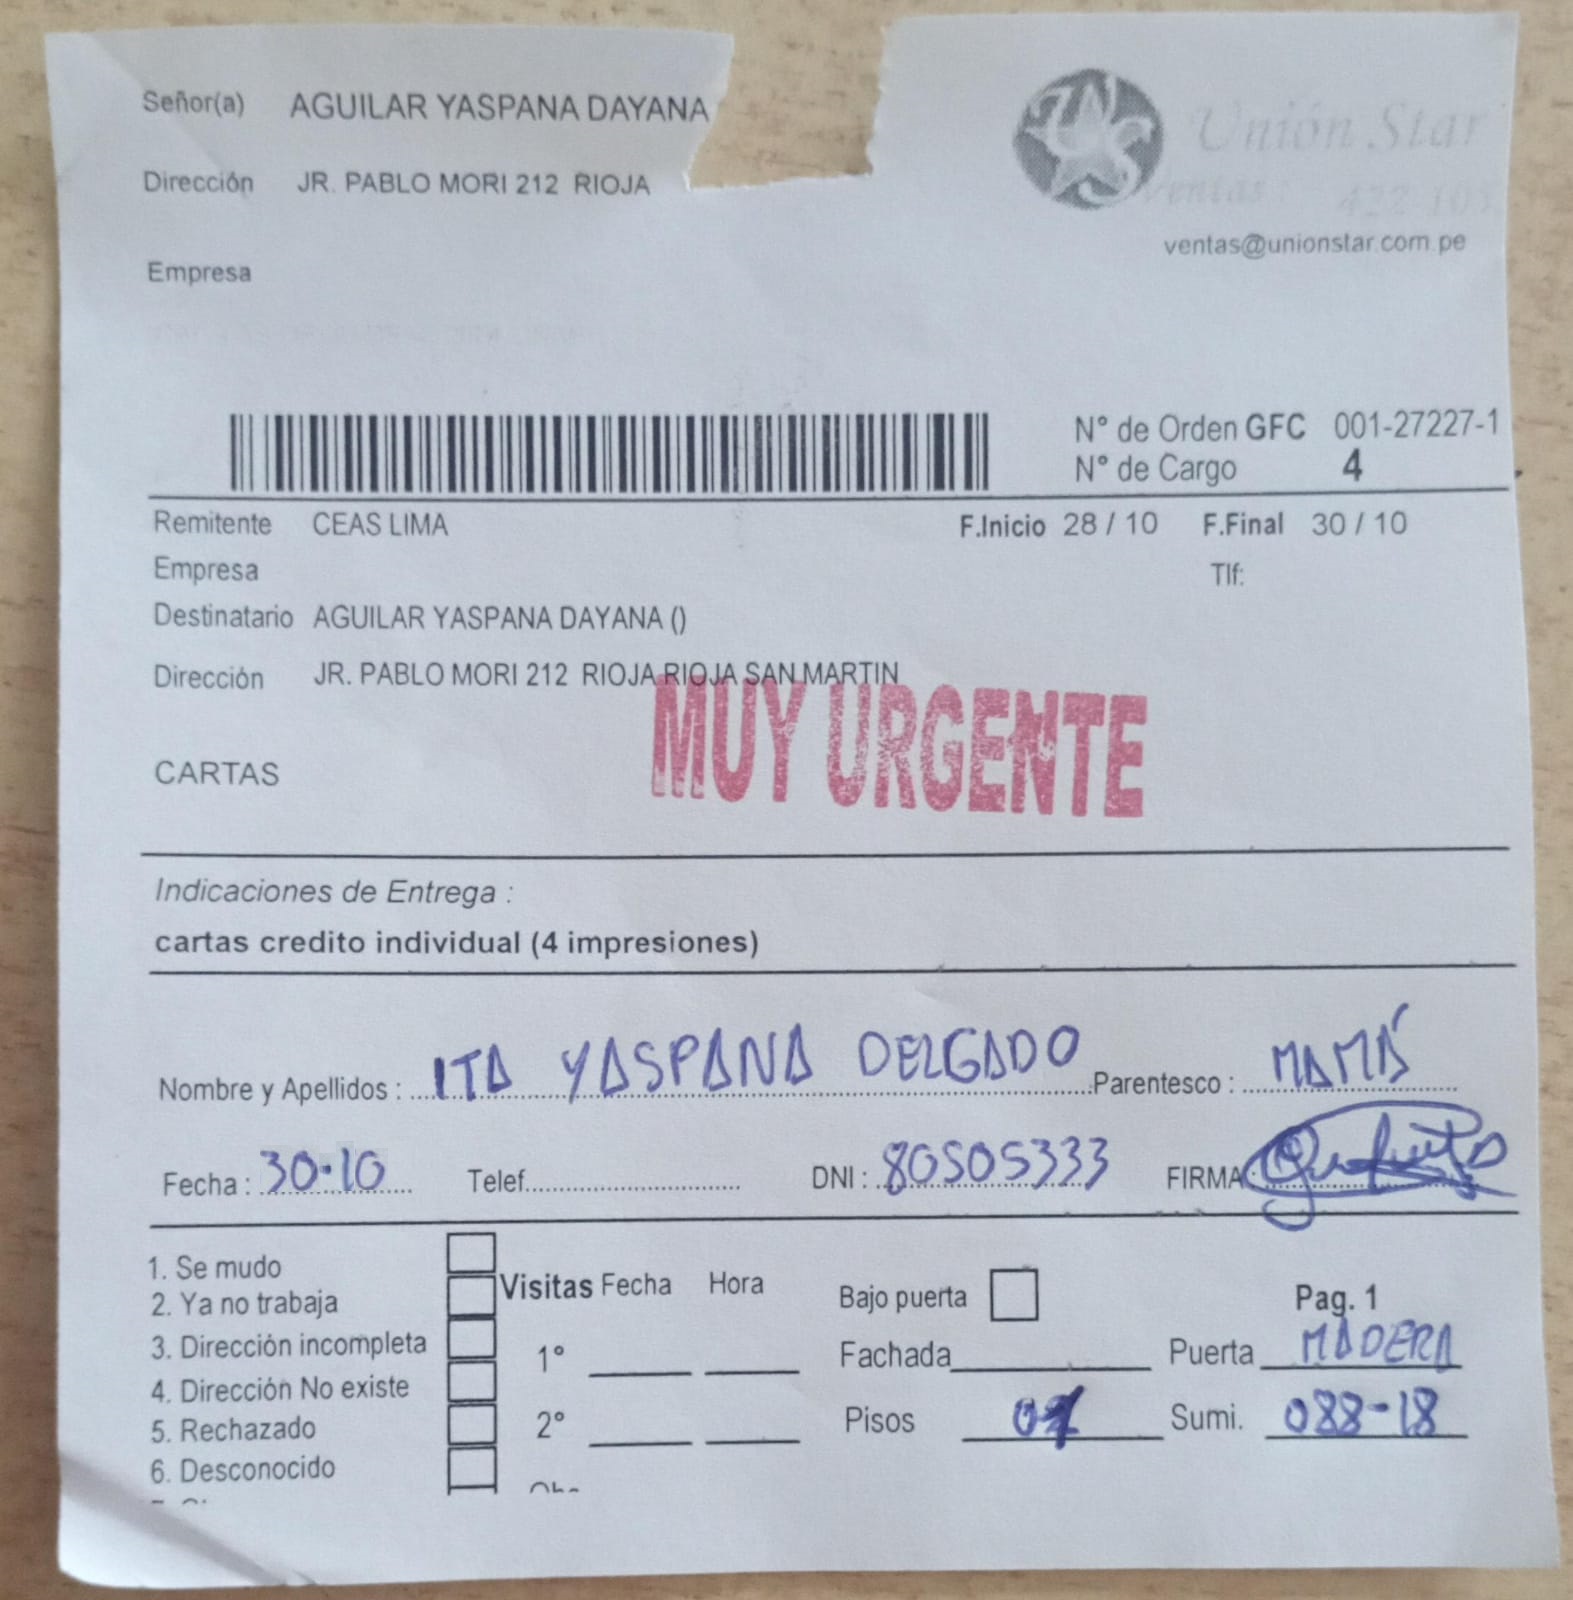 Señor(a) AGUILAR YASPANA DAYANA
Unión Star
Dirección JR. PABLO MORI 212 RIOJA
Ventas :
ventas@unionstar.com.pe
Empresa
N° de Orden GFC 001-27227-1
N° de Cargo 4
Remitente CEAS LIMA F.Inicio 28 / 10 F.Final 30 / 10
Empresa Tlf:
Destinatario AGUILAR YASPANA DAYANA ()
Dirección JR. PABLO MORI 212 RIOJA RIOJA SAN MARTIN
MUY URGENTE
CARTAS
Indicaciones de Entrega :
cartas credito individual (4 impresiones)
Nombre y Apellidos : ITA YASPANA DELGADO Parentesco : MAMÁ
Fecha : 30-10 Telef. DNI : 80505333 FIRMA :
1. Se mudo
2. Ya no trabaja
3. Dirección incompleta
4. Dirección No existe
5. Rechazado
6. Desconocido
Visitas Fecha Hora
1°
2°
Bajo puerta Pag. 1
Fachada Puerta MADERA
Pisos Sumi. 088-18